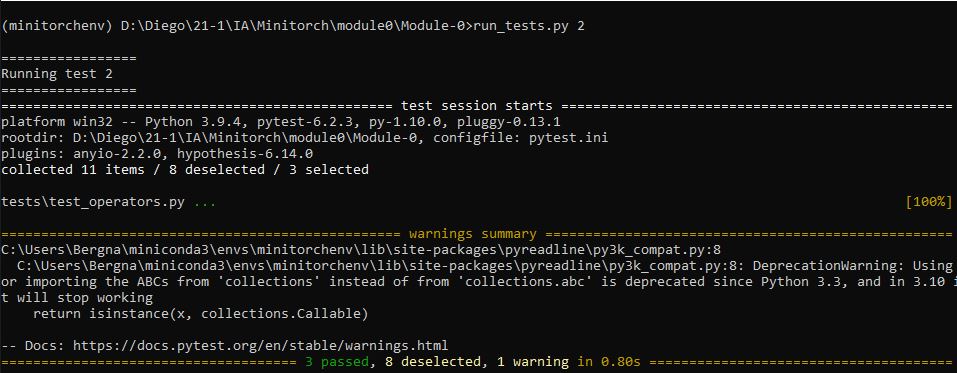 (minitorchenv) D:\Diego\21-1\IA\Minitorch\module0\Module-0>run_tests.py 2
=================
Running test 2
=================
================================================= test session starts =================================================
platform win32 -- Python 3.9.4, pytest-6.2.3, py-1.10.0, pluggy-0.13.1
rootdir: D:\Diego\21-1\IA\Minitorch\module0\Module-0, configfile: pytest.ini
plugins: anyio-2.2.0, hypothesis-6.14.0
collected 11 items / 8 deselected / 3 selected
tests\test_operators.py ... [100%]
================================================== warnings summary ===================================================
C:\Users\Bergna\miniconda3\envs\minitorchenv\lib\site-packages\pyreadline\py3k_compat.py:8
  C:\Users\Bergna\miniconda3\envs\minitorchenv\lib\site-packages\pyreadline\py3k_compat.py:8: DeprecationWarning: Using
or importing the ABCs from 'collections' instead of from 'collections.abc' is deprecated since Python 3.3, and in 3.10 i
t will stop working
    return isinstance(x, collections.Callable)
-- Docs: https://docs.pytest.org/en/stable/warnings.html
===================================== 3 passed, 8 deselected, 1 warning in 0.80s ======================================